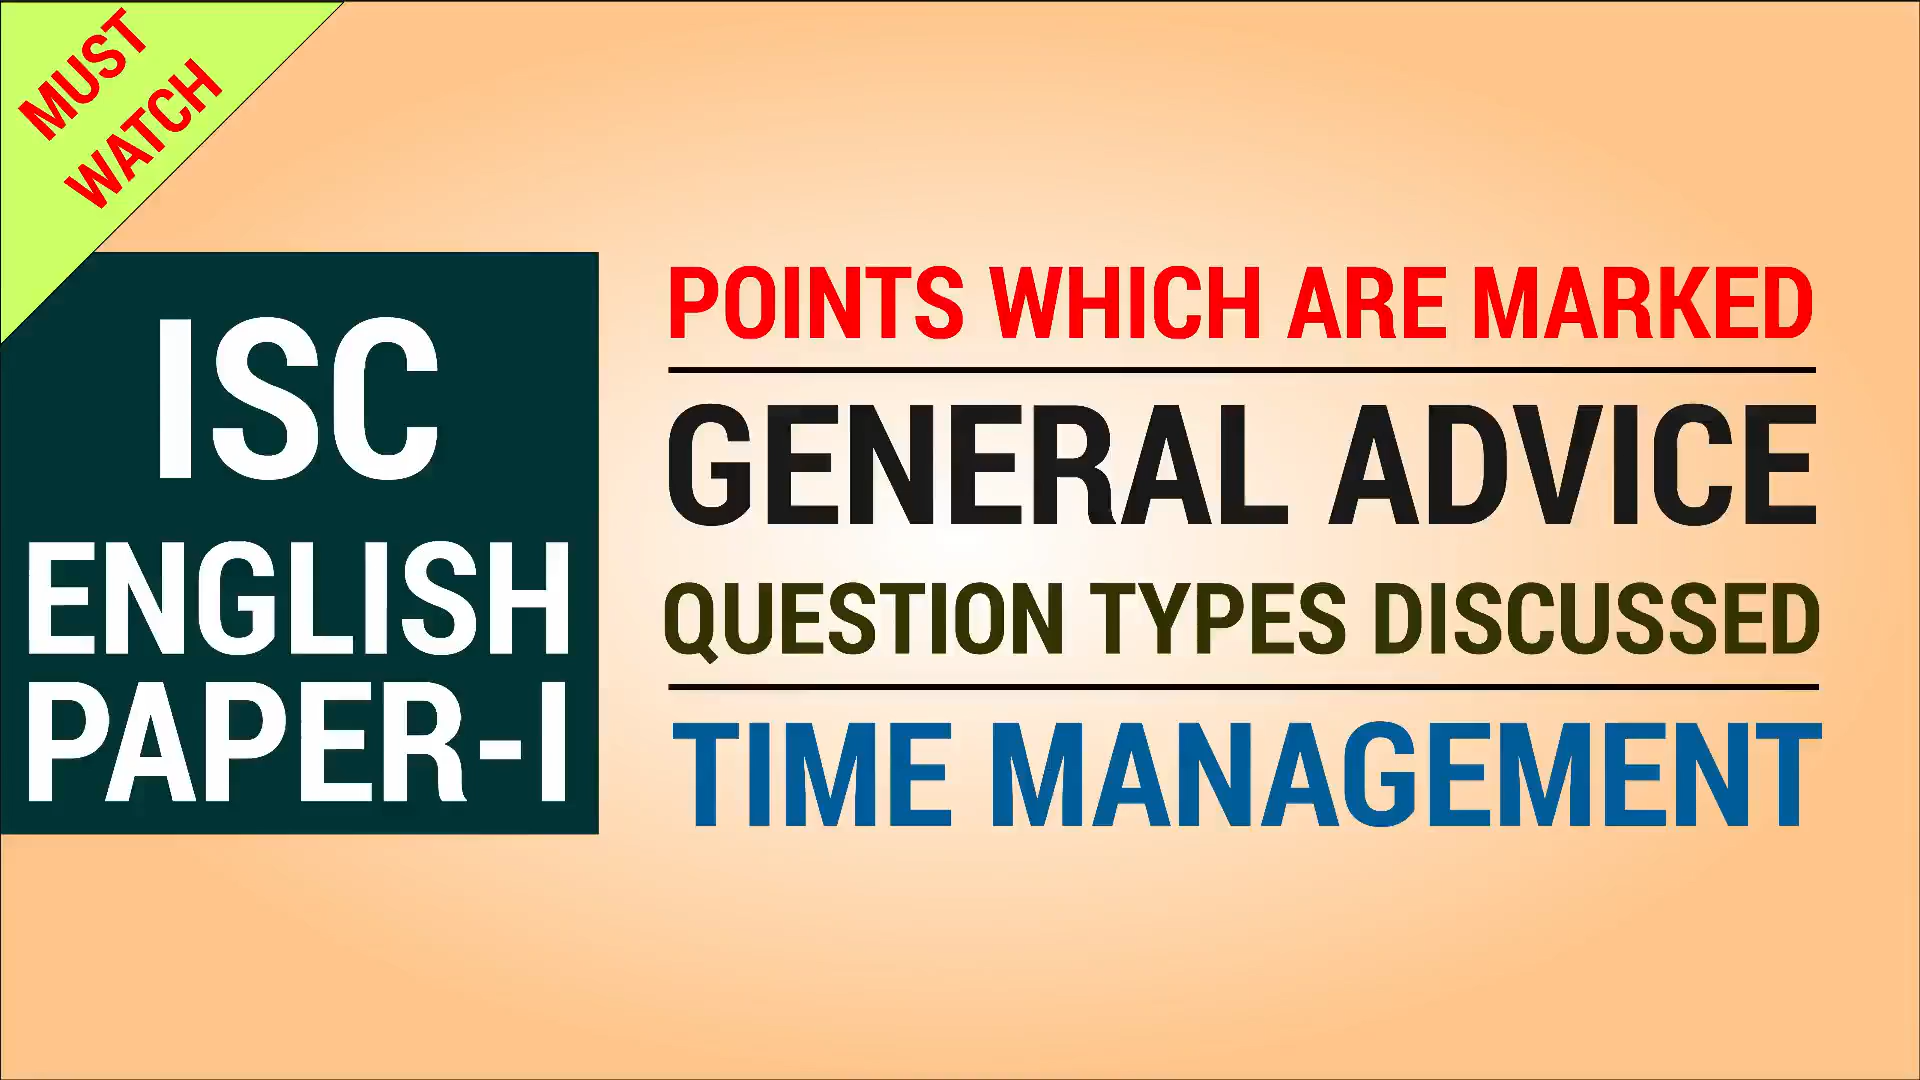 MUST
WATCH
ISC
ENGLISH
PAPER-I
POINTS WHICH ARE MARKED
GENERAL ADVICE
QUESTION TYPES DISCUSSED
TIME MANAGEMENT